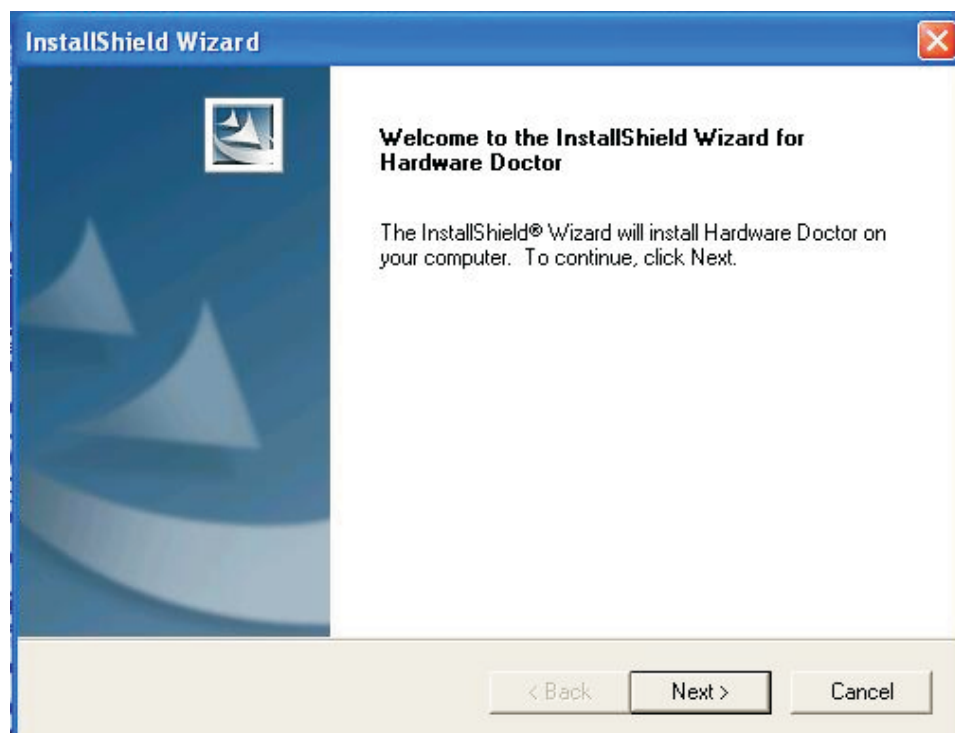 InstallShield Wizard
Welcome to the InstallShield Wizard for
Hardware Doctor
The InstallShield® Wizard will install Hardware Doctor on
your computer. To continue, click Next.
< Back
Next >
Cancel